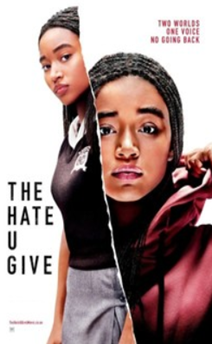 TWO WORLDS
ONE VOICE
NO GOING BACK
THE
HATE
U
GIVE